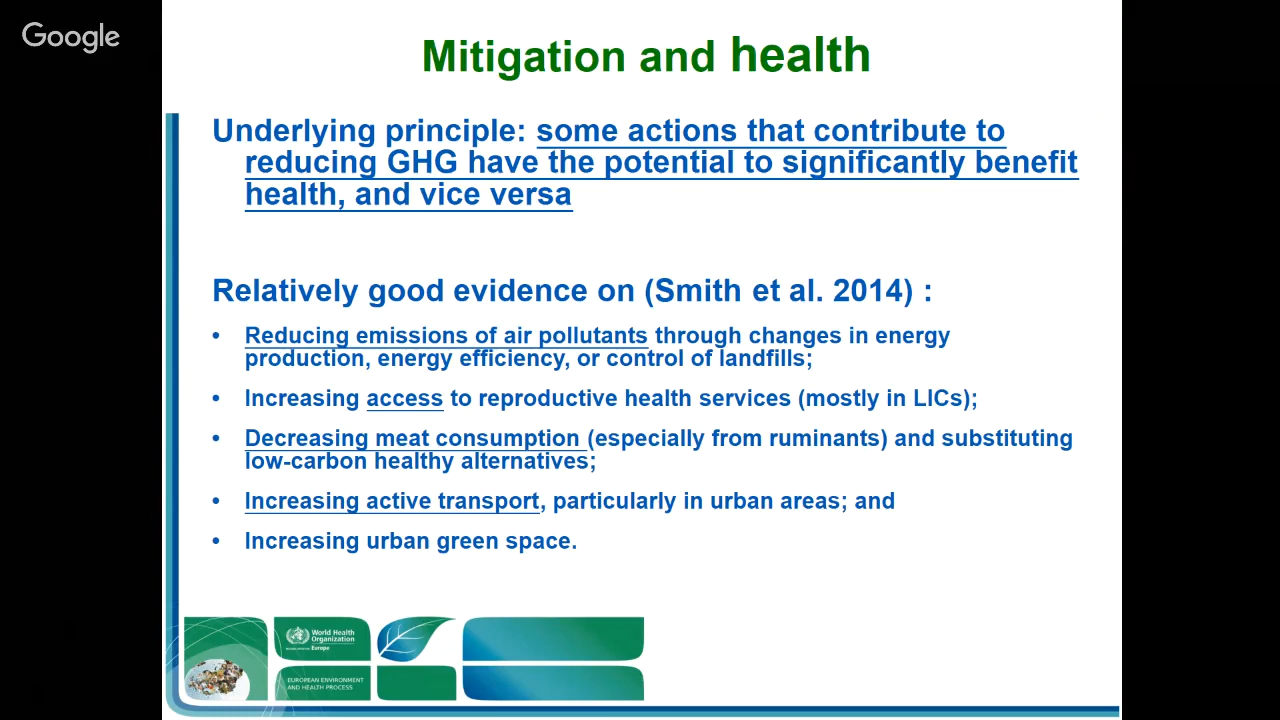 Google
Mitigation and health
Underlying principle: some actions that contribute to
reducing GHG have the potential to significantly benefit
health, and vice versa
Relatively good evidence on (Smith et al. 2014) :
• Reducing emissions of air pollutants through changes in energy
production, energy efficiency, or control of landfills;
• Increasing access to reproductive health services (mostly in LICs);
• Decreasing meat consumption (especially from ruminants) and substituting
low-carbon healthy alternatives;
• Increasing active transport, particularly in urban areas; and
• Increasing urban green space.
World Health
Organization
Europe
EUROPEAN ENVIRONMENT
AND HEALTH PROCESS